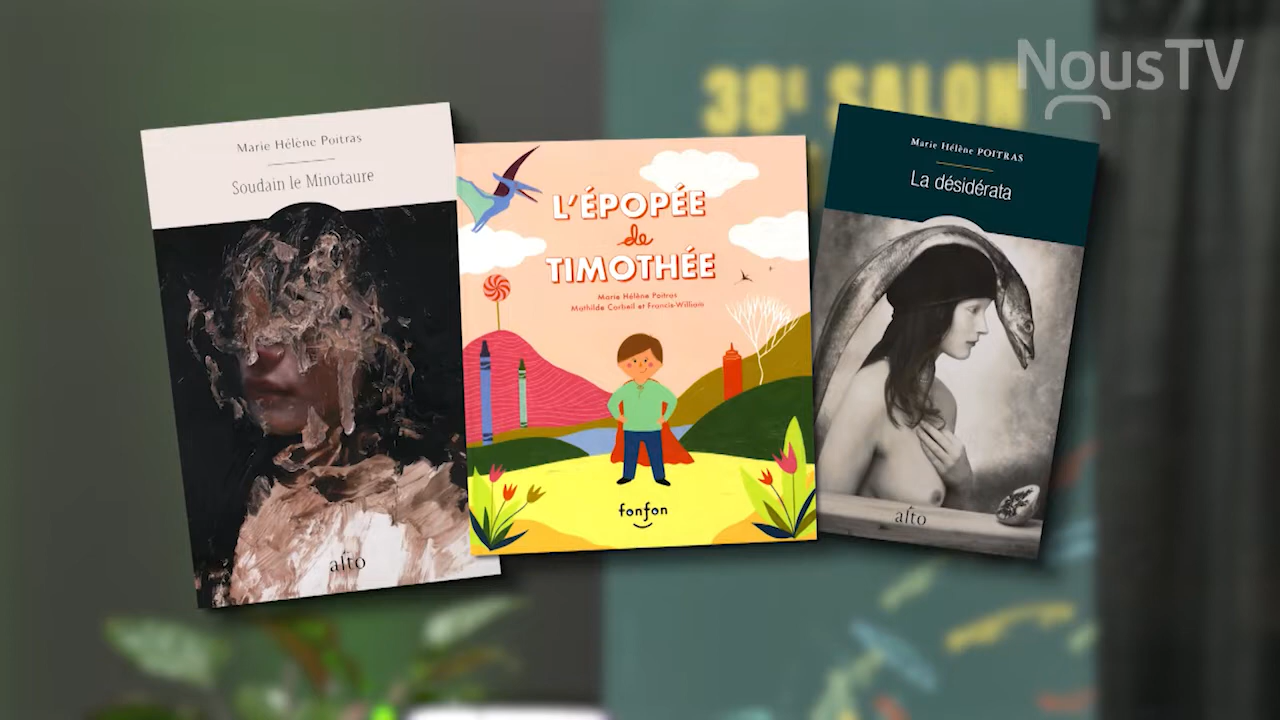 NousTV
38e SALON
Marie Hélène Poitras
Soudain le Minotaure
alto
L'ÉPOPÉE
de
TIMOTHÉE
Marie Hélène Poitras
Mathilde Corbeil et Francis-William
fonfon
Marie Hélène POITRAS
La désidérata
alto